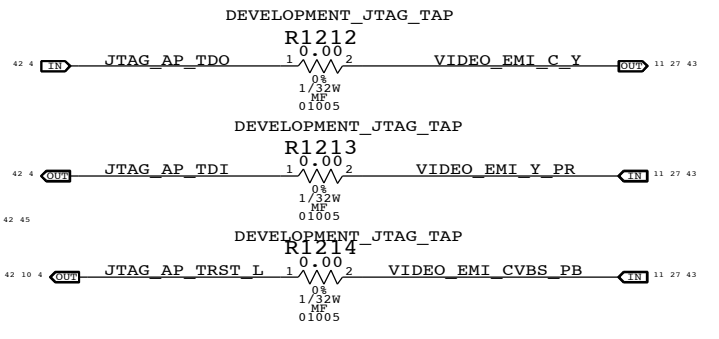 DEVELOPMENT_JTAG_TAP
R1212
0.00
42 4 IN JTAG_AP_TDO 1 2 VIDEO_EMI_C_Y OUT 11 27 43
0%
1/32W
MF
01005
DEVELOPMENT_JTAG_TAP
R1213
0.00
42 4 OUT JTAG_AP_TDI 1 2 VIDEO_EMI_Y_PR IN 11 27 43
0%
1/32W
MF
01005
42 45
DEVELOPMENT_JTAG_TAP
R1214
0.00
42 10 4 OUT JTAG_AP_TRST_L 1 2 VIDEO_EMI_CVBS_PB IN 11 27 43
0%
1/32W
MF
01005